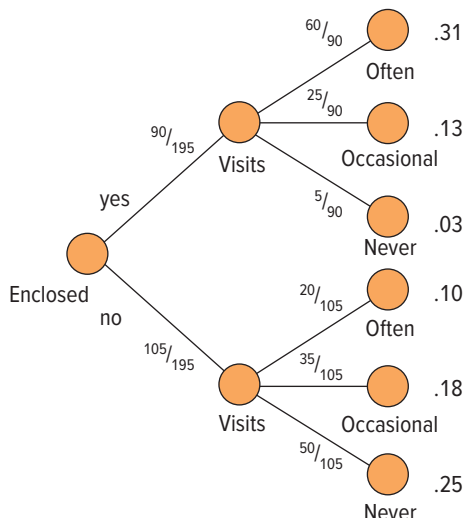 60/90
.31
Often
25/90
.13
90/195
Occasional
Visits
5/90
yes
.03
Never
Enclosed
20/105
.10
no
Often
105/195
35/105
.18
Visits
Occasional
50/105
.25
Never